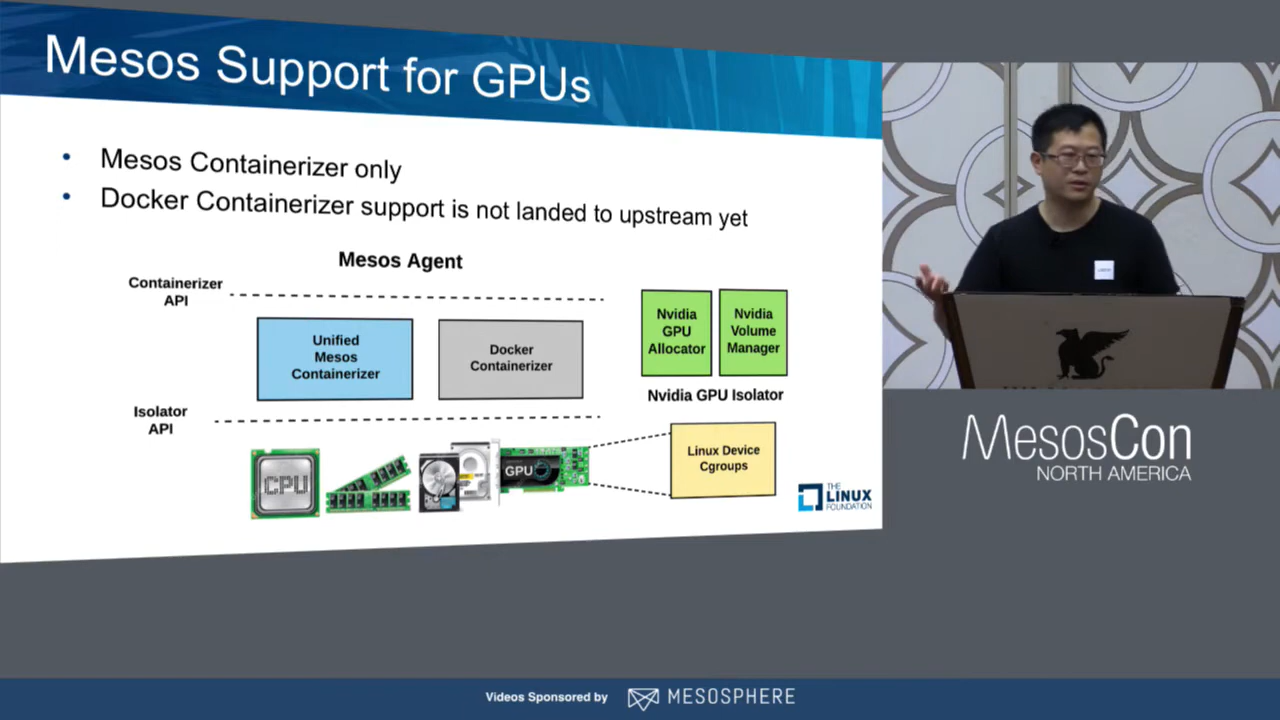 Mesos Support for GPUs
• Mesos Containerizer only
• Docker Containerizer support is not landed to upstream yet
Mesos Agent
Containerizer
API
Unified
Mesos
Containerizer
Docker
Containerizer
Nvidia
GPU
Allocator
Nvidia
Volume
Manager
Nvidia GPU Isolator
Isolator
API
CPU
GPU
Linux Device
Cgroups
THE
LINUX
FOUNDATION
MesosCon
NORTH AMERICA
Videos Sponsored by
MESOSPHERE